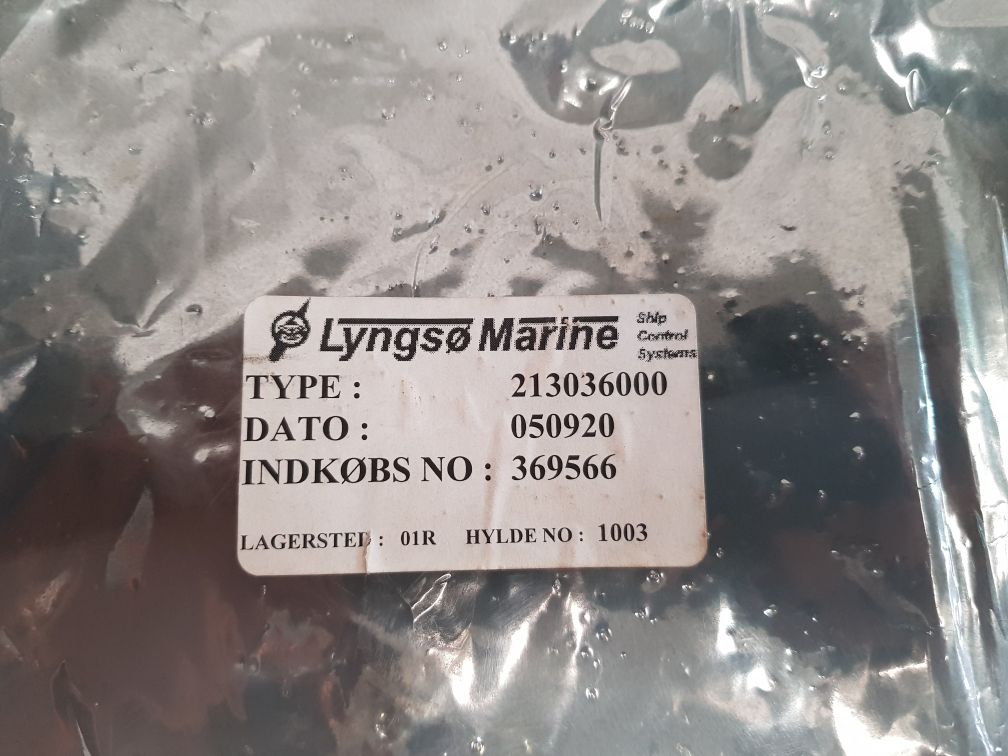 Lyngsø Marine
Ship
Control
Systems
TYPE : 213036000
DATO : 050920
INDKØBS NO : 369566
LAGERSTED : 01R HYLDE NO : 1003